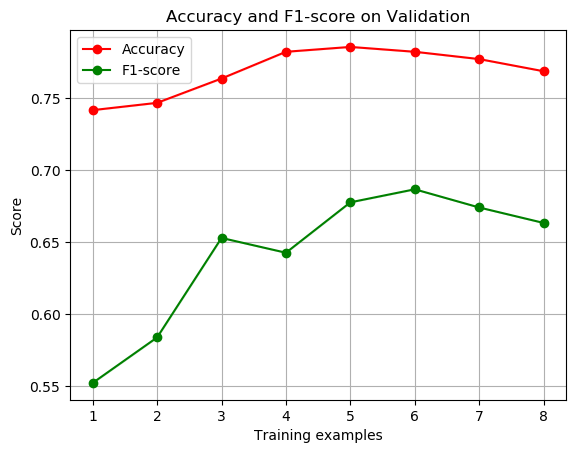 Accuracy and F1-score on Validation
Accuracy
F1-score
Score
0.75
0.70
0.65
0.60
0.55
1 2 3 4 5 6 7 8
Training examples